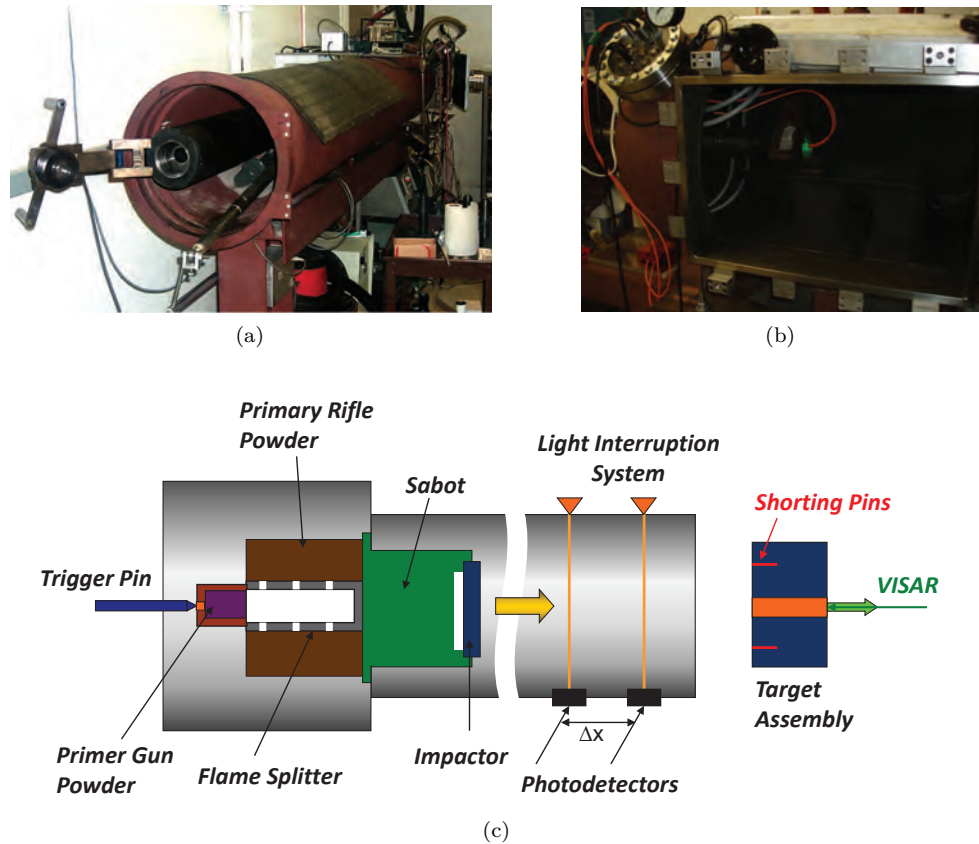 (a)
(b)
Primary Rifle
Powder
Light Interruption
System
Sabot
Shorting Pins
Trigger Pin
VISAR
Target
Assembly
Δx
Primer Gun
Powder
Flame Splitter
Impactor
Photodetectors
(c)